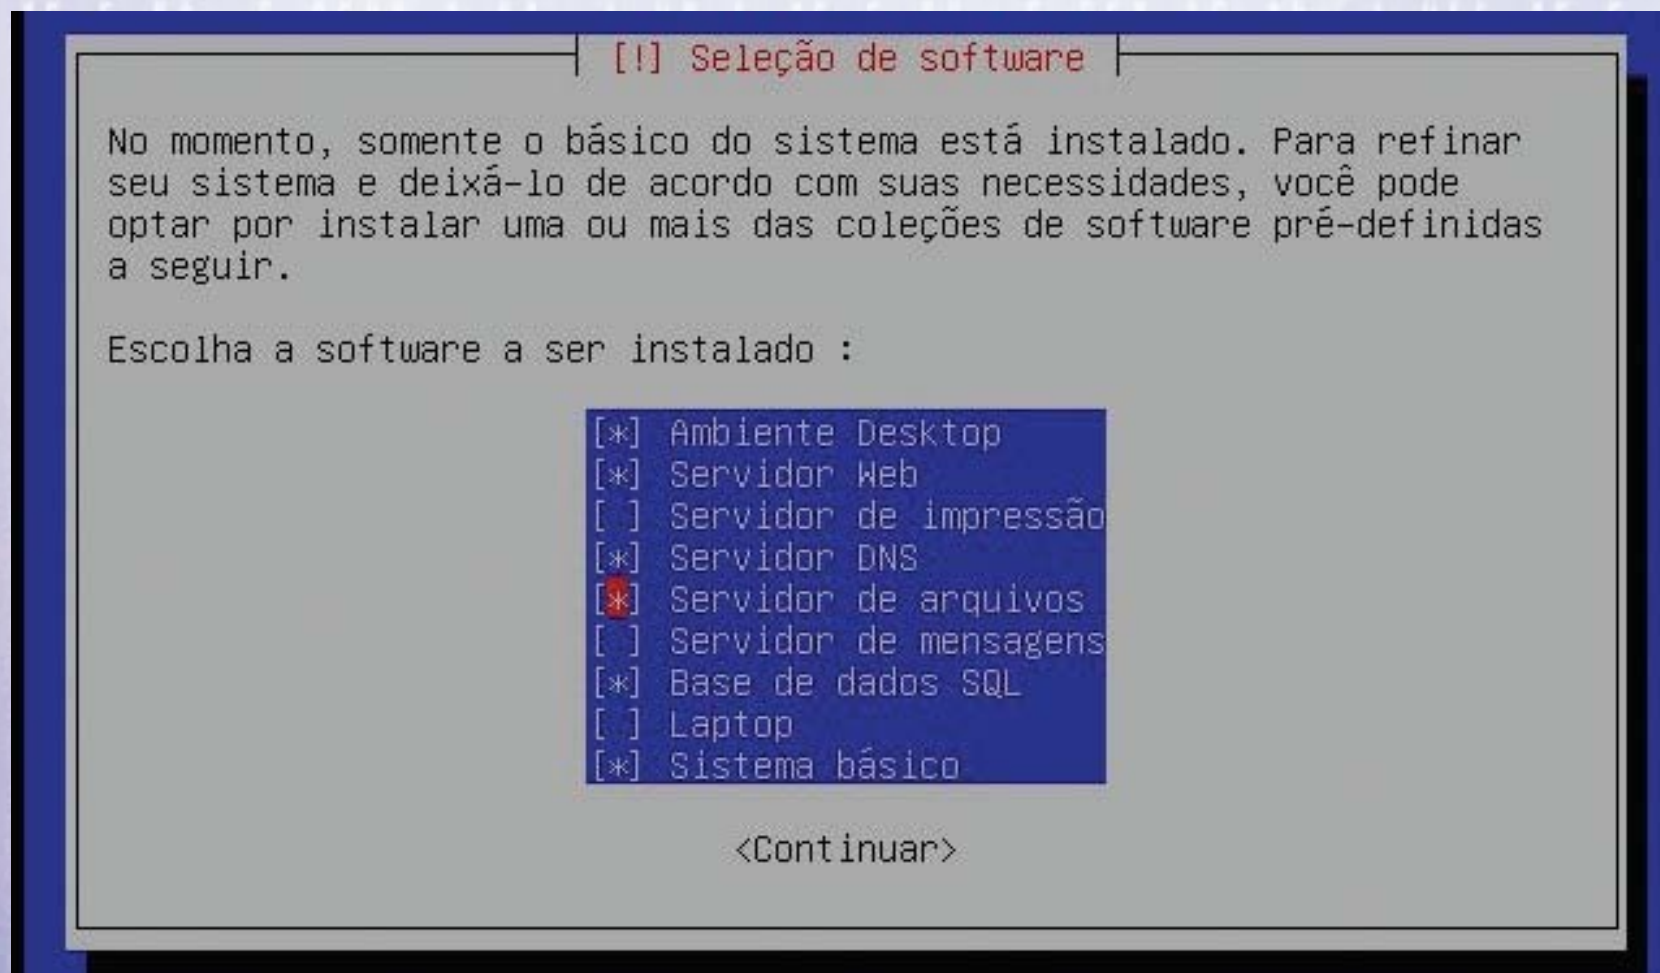 [!] Seleção de software
No momento, somente o básico do sistema está instalado. Para refinar
seu sistema e deixá-lo de acordo com suas necessidades, você pode
optar por instalar uma ou mais das coleções de software pré-definidas
a seguir.
Escolha a software a ser instalado :
[*] Ambiente Desktop
[*] Servidor Web
[ ] Servidor de impressão
[*] Servidor DNS
[*] Servidor de arquivos
[ ] Servidor de mensagens
[*] Base de dados SQL
[ ] Laptop
[*] Sistema básico
<Continuar>